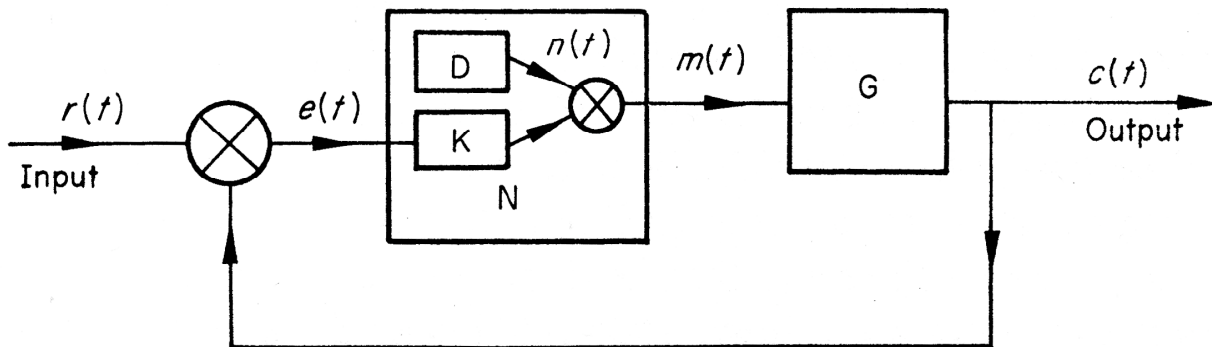 D
n(t)
m(t)
G
c(t)
r(t)
e(t)
K
Output
Input
N